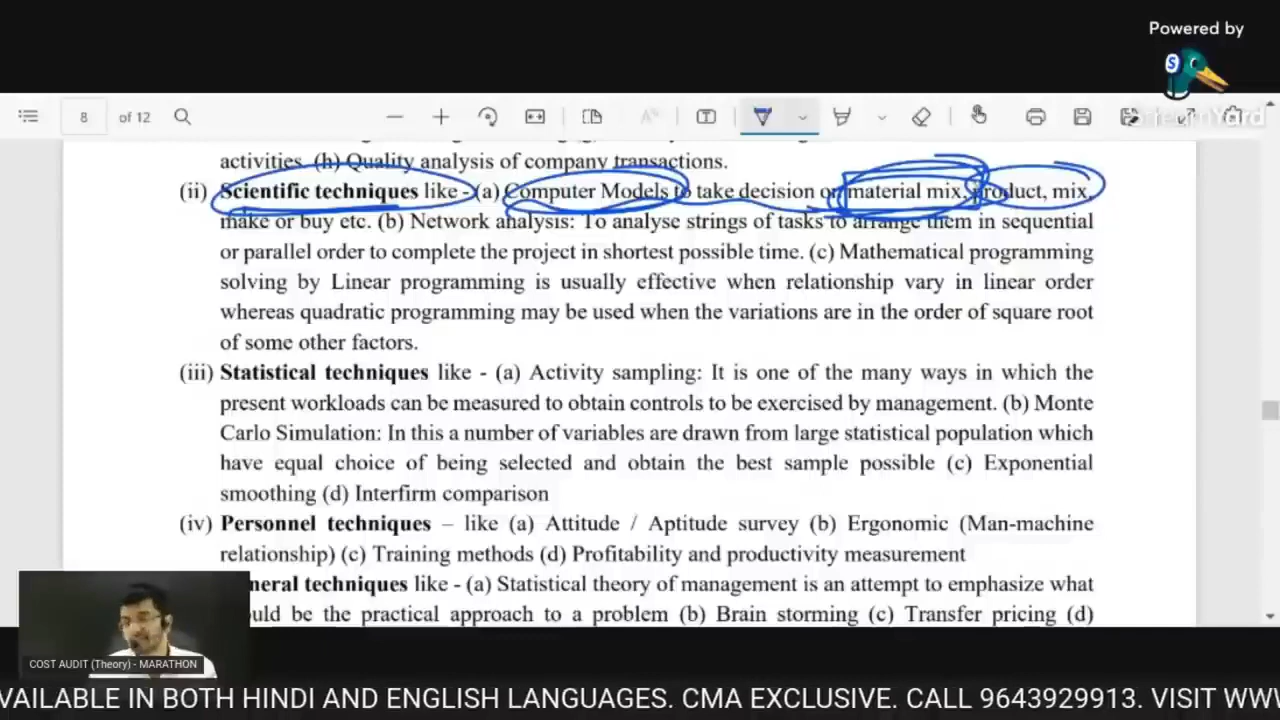 Powered by
S
StreamYard
8 of 12
activities. (h) Quality analysis of company transactions.
(ii) Scientific techniques like - (a) Computer Models to take decision on material mix, product, mix,
make or buy etc. (b) Network analysis: To analyse strings of tasks to arrange them in sequential
or parallel order to complete the project in shortest possible time. (c) Mathematical programming
solving by Linear programming is usually effective when relationship vary in linear order
whereas quadratic programming may be used when the variations are in the order of square root
of some other factors.
(iii) Statistical techniques like - (a) Activity sampling: It is one of the many ways in which the
present workloads can be measured to obtain controls to be exercised by management. (b) Monte
Carlo Simulation: In this a number of variables are drawn from large statistical population which
have equal choice of being selected and obtain the best sample possible (c) Exponential
smoothing (d) Interfirm comparison
(iv) Personnel techniques – like (a) Attitude / Aptitude survey (b) Ergonomic (Man-machine
relationship) (c) Training methods (d) Profitability and productivity measurement
eneral techniques like - (a) Statistical theory of management is an attempt to emphasize what
ould be the practical approach to a problem (b) Brain storming (c) Transfer pricing (d)
COST AUDIT (Theory) - MARATHON
VAILABLE IN BOTH HINDI AND ENGLISH LANGUAGES. CMA EXCLUSIVE. CALL 9643929913. VISIT WWW